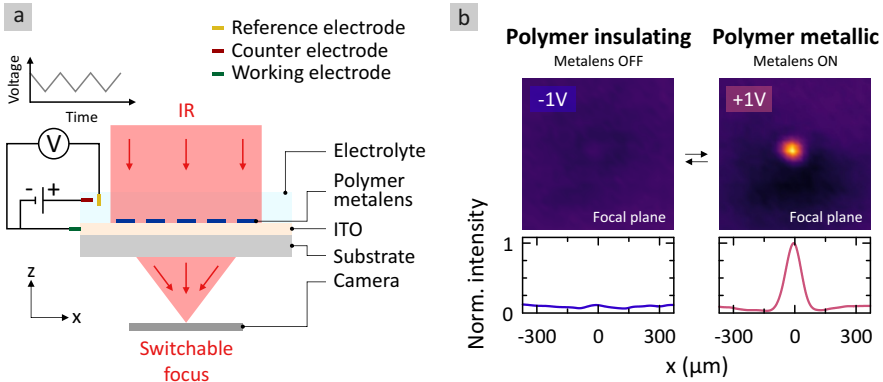 a
Reference electrode
Counter electrode
Working electrode
Voltage
Time
IR
V
- +
Electrolyte
Polymer
metalens
ITO
Substrate
Camera
z
x
Switchable
focus
b
Polymer insulating
Metalens OFF
-1V
Focal plane
Polymer metallic
Metalens ON
+1V
Focal plane
Norm. intensity
1
0
-300 0 300
-300 0 300
x (μm)